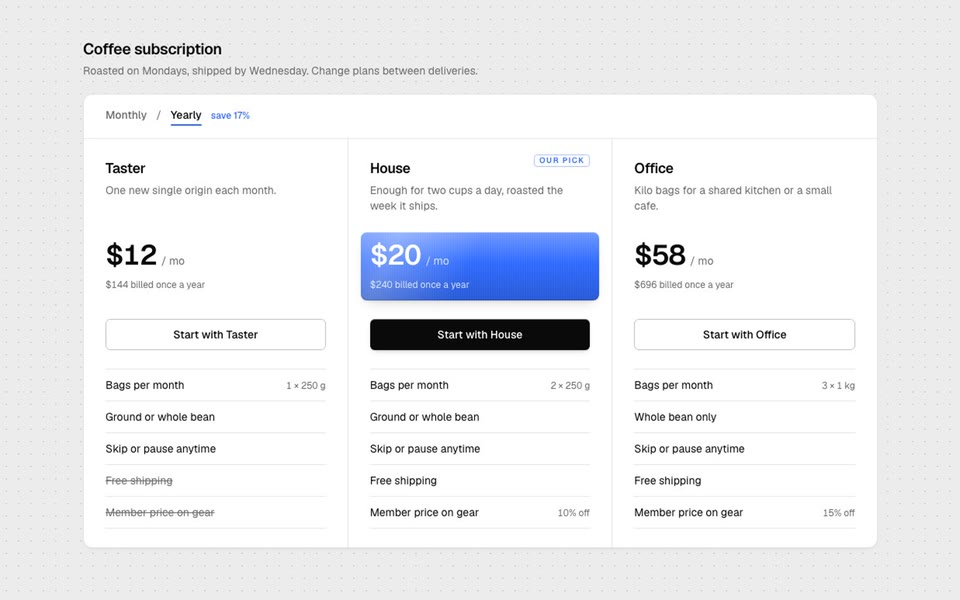 Coffee subscription
Roasted on Mondays, shipped by Wednesday. Change plans between deliveries.
Monthly / Yearly save 17%
Taster
One new single origin each month.
$12 / mo
$144 billed once a year
Start with Taster
Bags per month 1 × 250 g
Ground or whole bean
Skip or pause anytime
Free shipping
Member price on gear
OUR PICK
House
Enough for two cups a day, roasted the
week it ships.
$20 / mo
$240 billed once a year
Start with House
Bags per month 2 × 250 g
Ground or whole bean
Skip or pause anytime
Free shipping
Member price on gear 10% off
Office
Kilo bags for a shared kitchen or a small
cafe.
$58 / mo
$696 billed once a year
Start with Office
Bags per month 3 × 1 kg
Whole bean only
Skip or pause anytime
Free shipping
Member price on gear 15% off